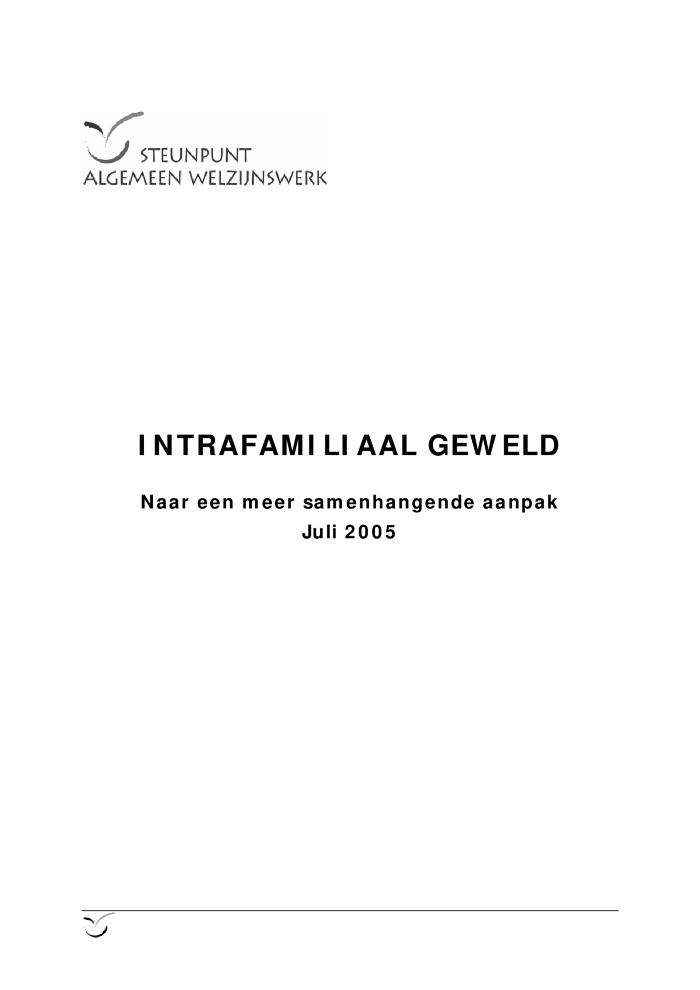 STEUNPUNT
ALGEMEEN WELZIJNSWERK
INTRAFAMILIAAL GEWELD
Naar een meer samenhangende aanpak
Juli 2005